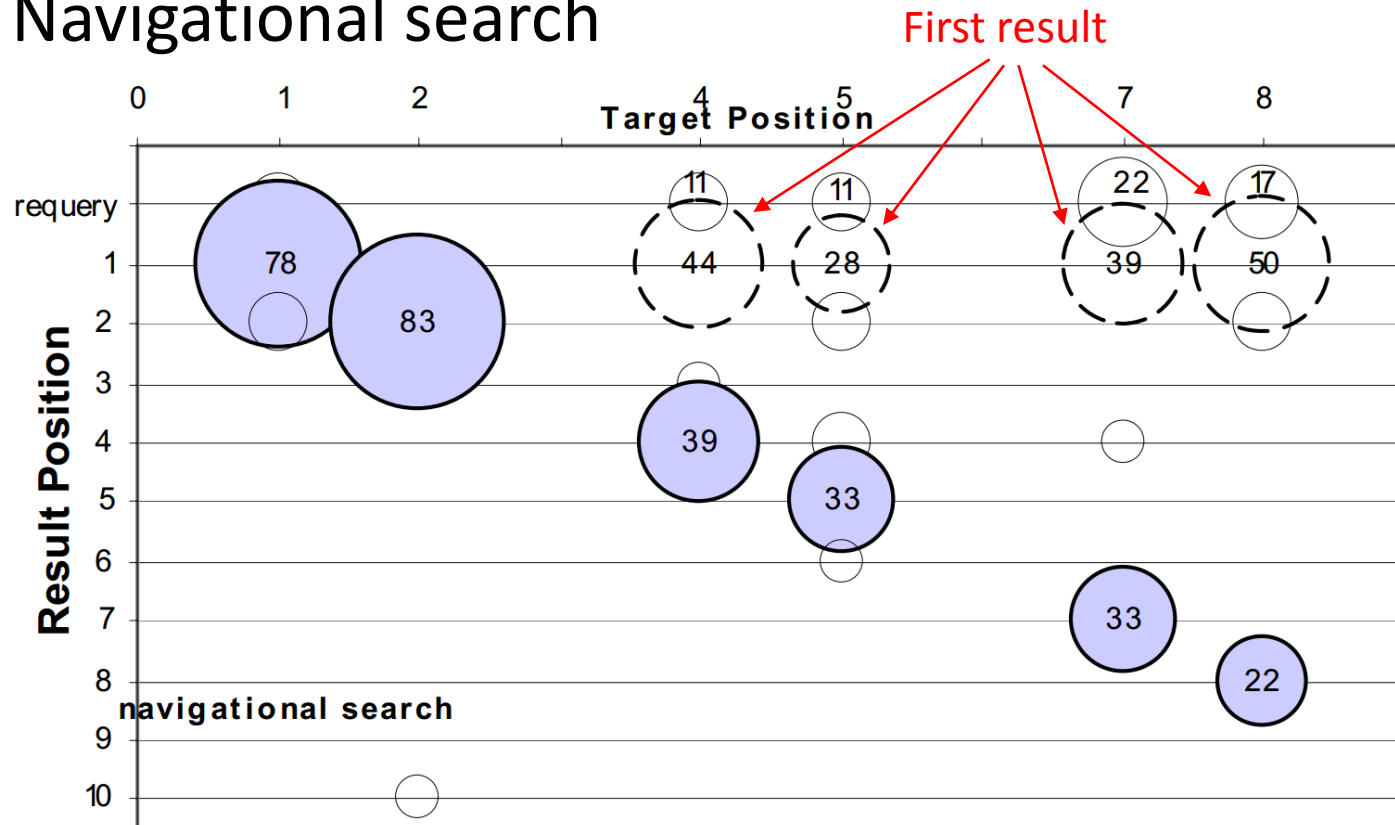 Navigational search
First result
0 1 2 4 5 7 8
Target Position
requery 11 11 22 17
1 78 44 28 39 50
2 83
3
4 39
5 33
6
7 33
8 22
navigational search
9
10
Result Position